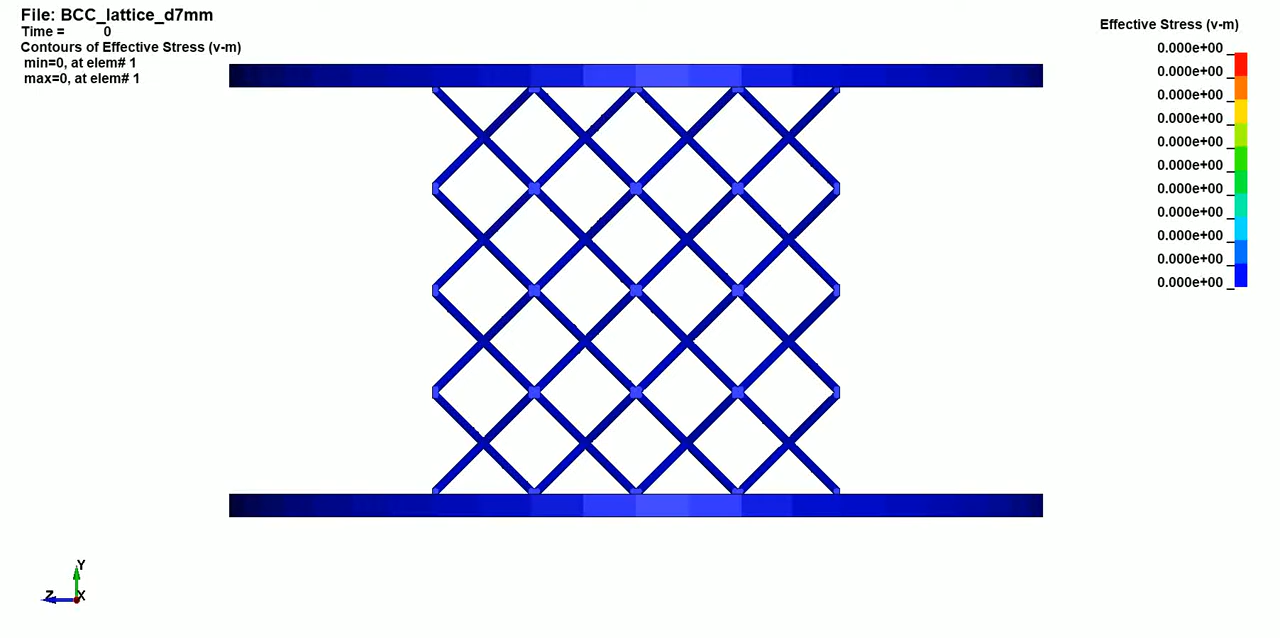 File: BCC_lattice_d7mm
Time = 0
Contours of Effective Stress (v-m)
min=0, at elem# 1
max=0, at elem# 1
Effective Stress (v-m)
0.000e+00
0.000e+00
0.000e+00
0.000e+00
0.000e+00
0.000e+00
0.000e+00
0.000e+00
0.000e+00
0.000e+00
0.000e+00
Y
Z X